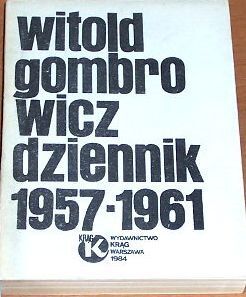 witold
gombro
wicz
dziennik
1957-1961
KRĄG
K
WYDAWNICTWO
KRĄG
WARSZAWA
1984